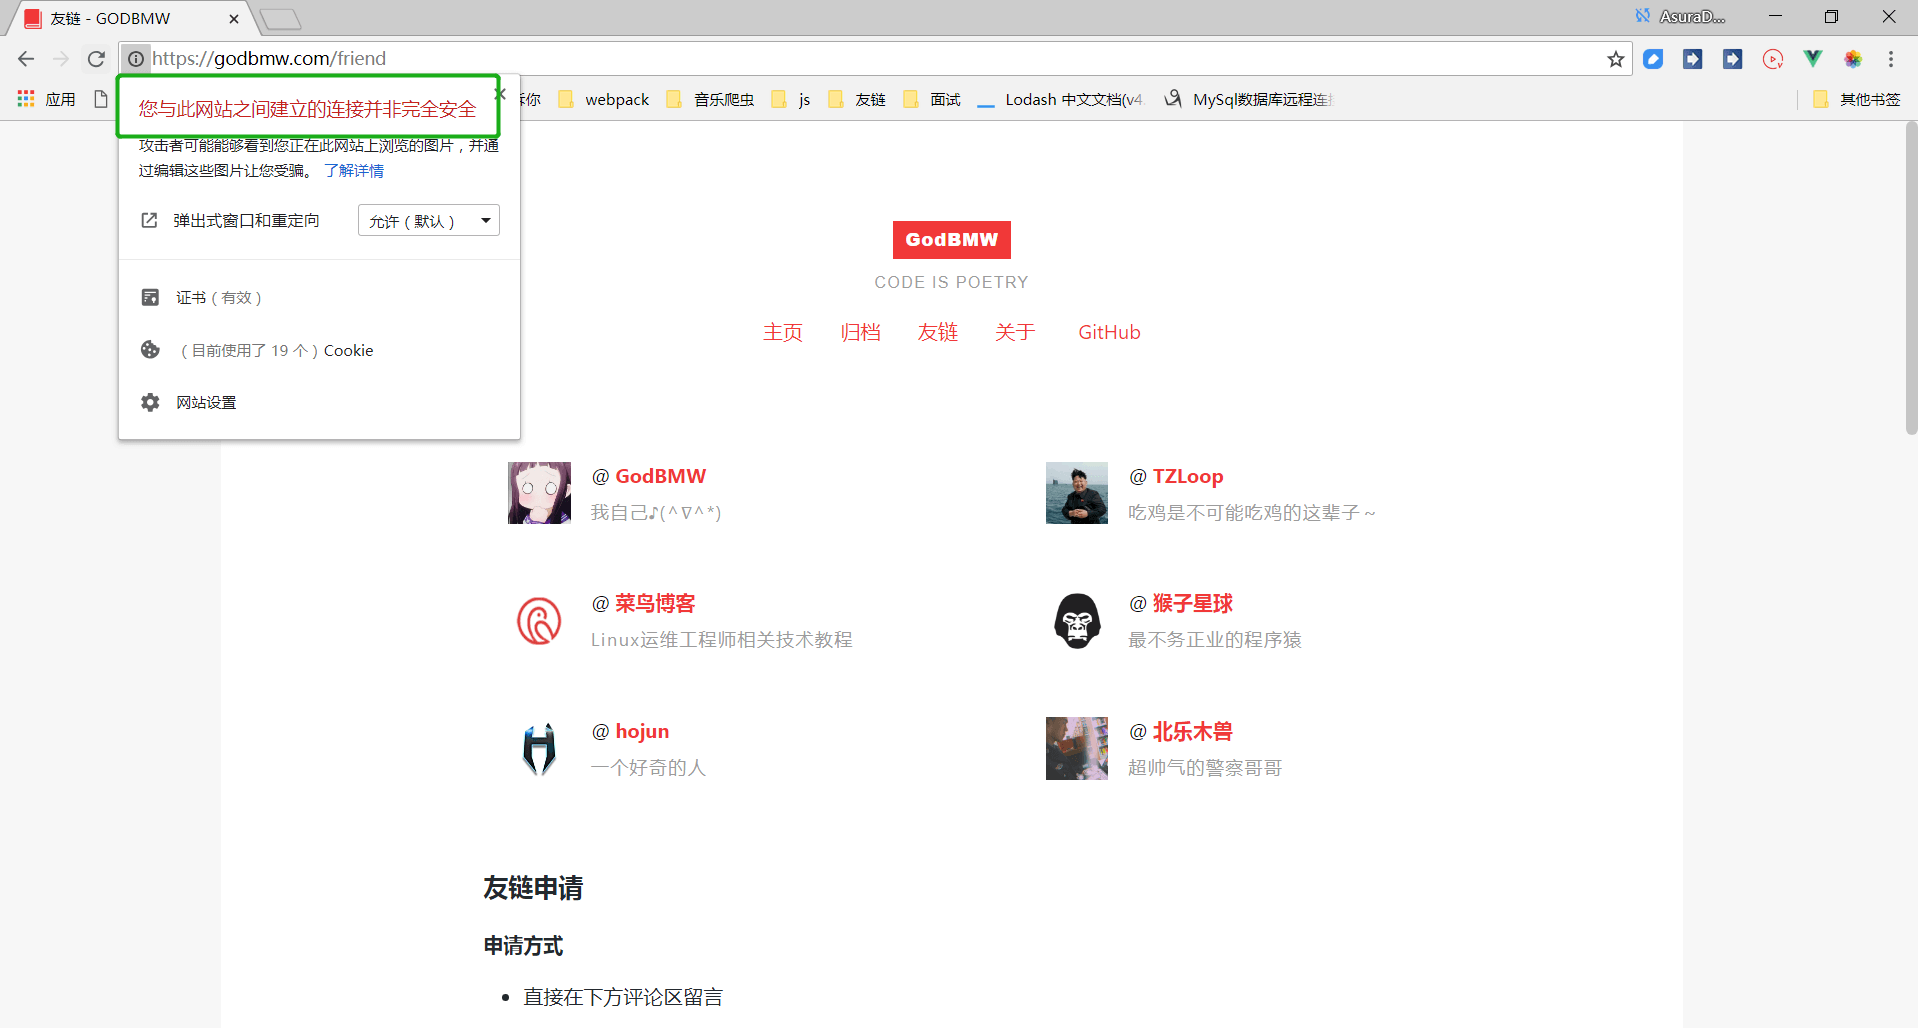 友链 - GODBMW
AsuraD...
https://godbmw.com/friend
应用
诉你
webpack
音乐爬虫
js
友链
面试
Lodash 中文文档(v4.
MySql数据库远程连接
其他书签
您与此网站之间建立的连接并非完全安全
攻击者可能能够看到您正在此网站上浏览的图片，并通
过编辑这些图片让您受骗。 了解详情
弹出式窗口和重定向
允许（默认）
证书（有效）
（目前使用了 19 个）Cookie
网站设置
GodBMW
CODE IS POETRY
主页 归档 友链 关于 GitHub
@ GodBMW
我自己♪(^∇^*)
@ TZLoop
吃鸡是不可能吃鸡的这辈子～
@ 菜鸟博客
Linux运维工程师相关技术教程
@ 猴子星球
最不务正业的程序猿
@ hojun
一个好奇的人
@ 北乐木兽
超帅气的警察哥哥
友链申请
申请方式
• 直接在下方评论区留言